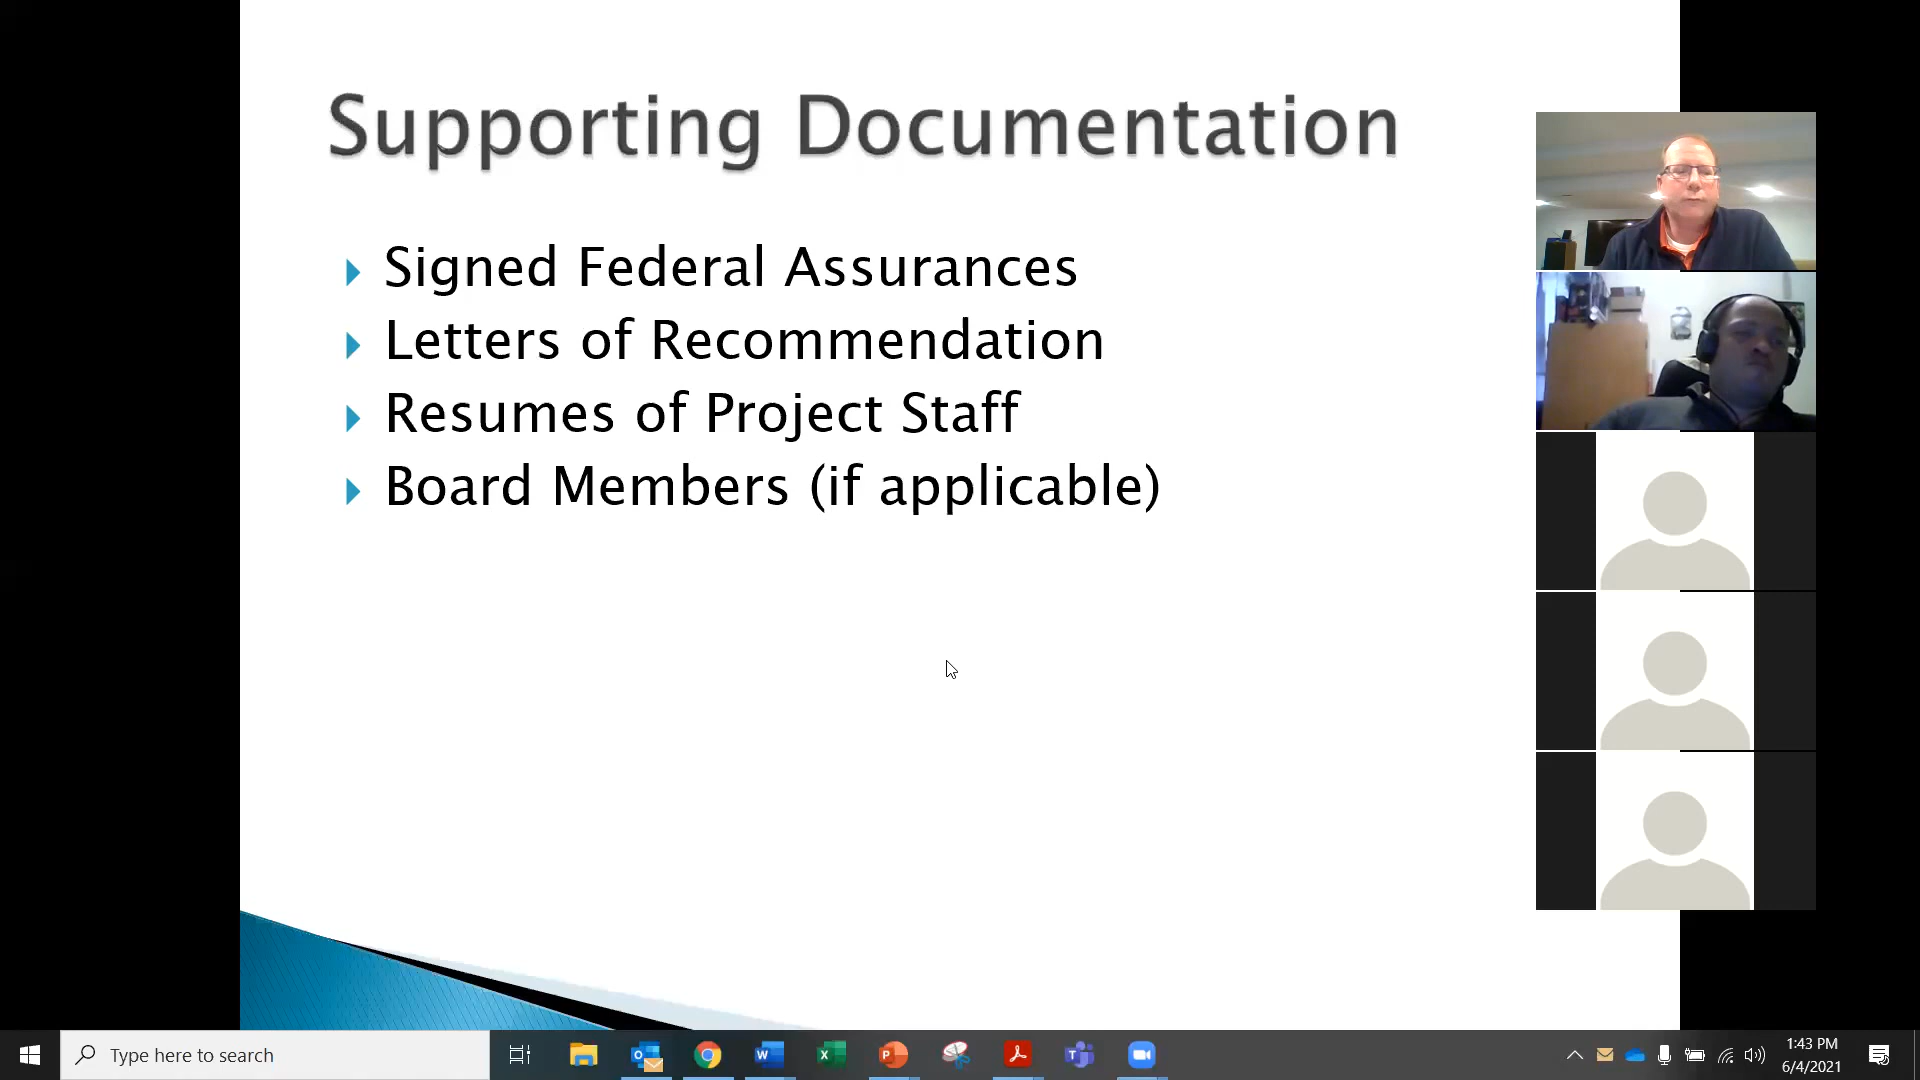 Supporting Documentation
Signed Federal Assurances
Letters of Recommendation
Resumes of Project Staff
Board Members (if applicable)
Type here to search
1:43 PM
6/4/2021